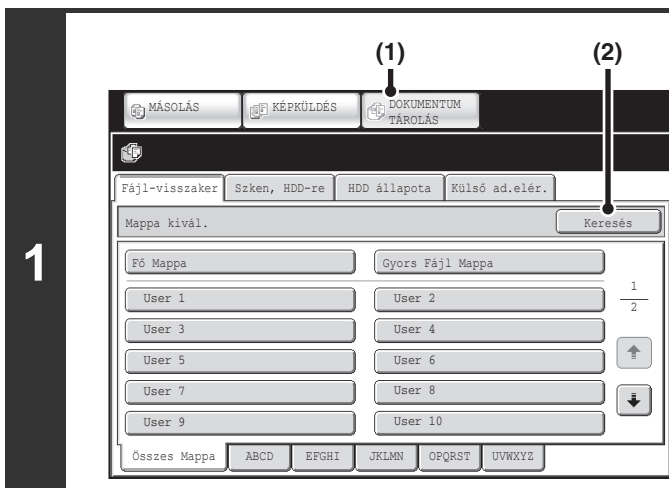 1
(1) (2)
MÁSOLÁS KÉPKÜLDÉS DOKUMENTUM
TÁROLÁS
Fájl-visszaker Szken, HDD-re HDD állapota Külső ad.elér.
Mappa kivál. Keresés
Fő Mappa Gyors Fájl Mappa
User 1 User 2
1
2
User 3 User 4
User 5 User 6
User 7 User 8
User 9 User 10
Összes Mappa ABCD EFGHI JKLMN OPQRST UVWXYZ